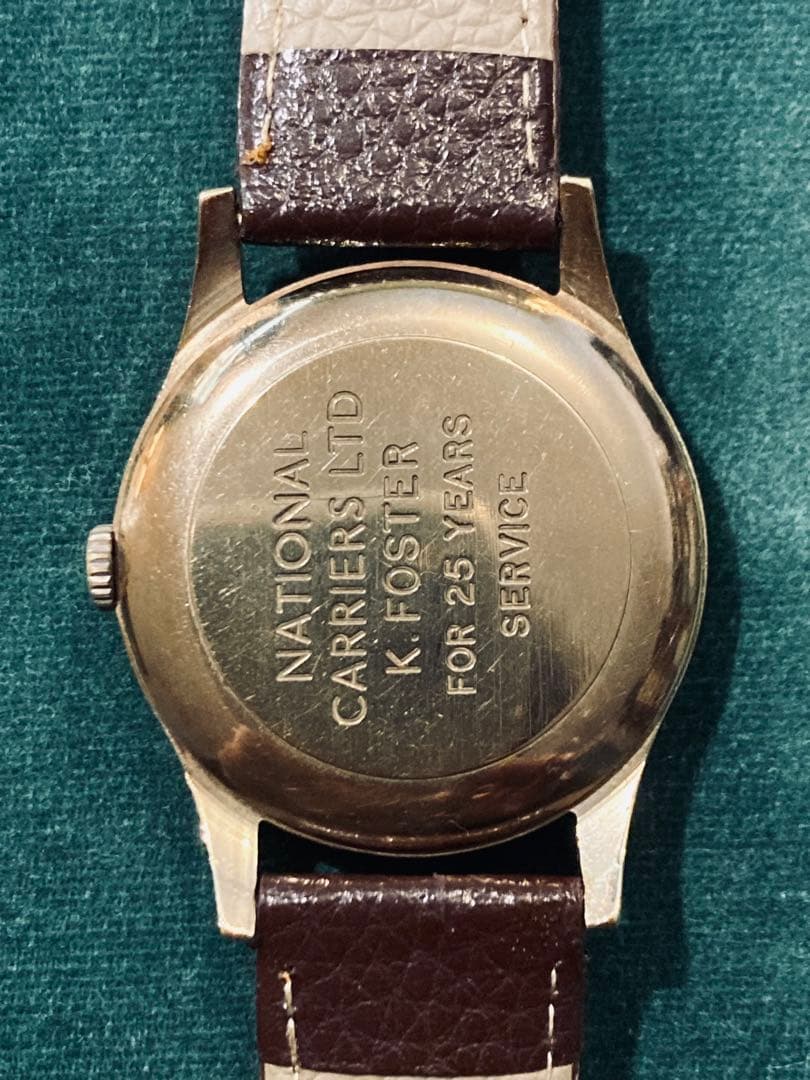 NATIONAL
CARRIERS LTD
K. FOSTER
FOR 25 YEARS
SERVICE